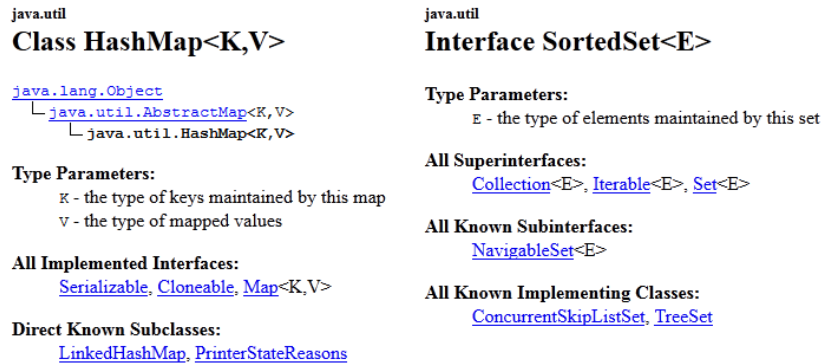 java.util
Class HashMap<K,V>
java.lang.Object
java.util.AbstractMap<K,V>
java.util.HashMap<K,V>
Type Parameters:
K - the type of keys maintained by this map
V - the type of mapped values
All Implemented Interfaces:
Serializable, Cloneable, Map<K,V>
Direct Known Subclasses:
LinkedHashMap, PrinterStateReasons
java.util
Interface SortedSet<E>
Type Parameters:
E - the type of elements maintained by this set
All Superinterfaces:
Collection<E>, Iterable<E>, Set<E>
All Known Subinterfaces:
NavigableSet<E>
All Known Implementing Classes:
ConcurrentSkipListSet, TreeSet